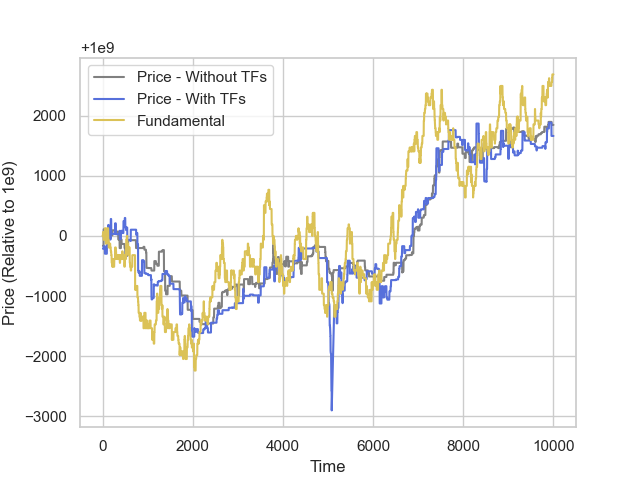 +1e9
Price - Without TFs
Price - With TFs
Fundamental
2000
1000
0
−1000
−2000
−3000
Price (Relative to 1e9)
0
2000
4000
6000
8000
10000
Time